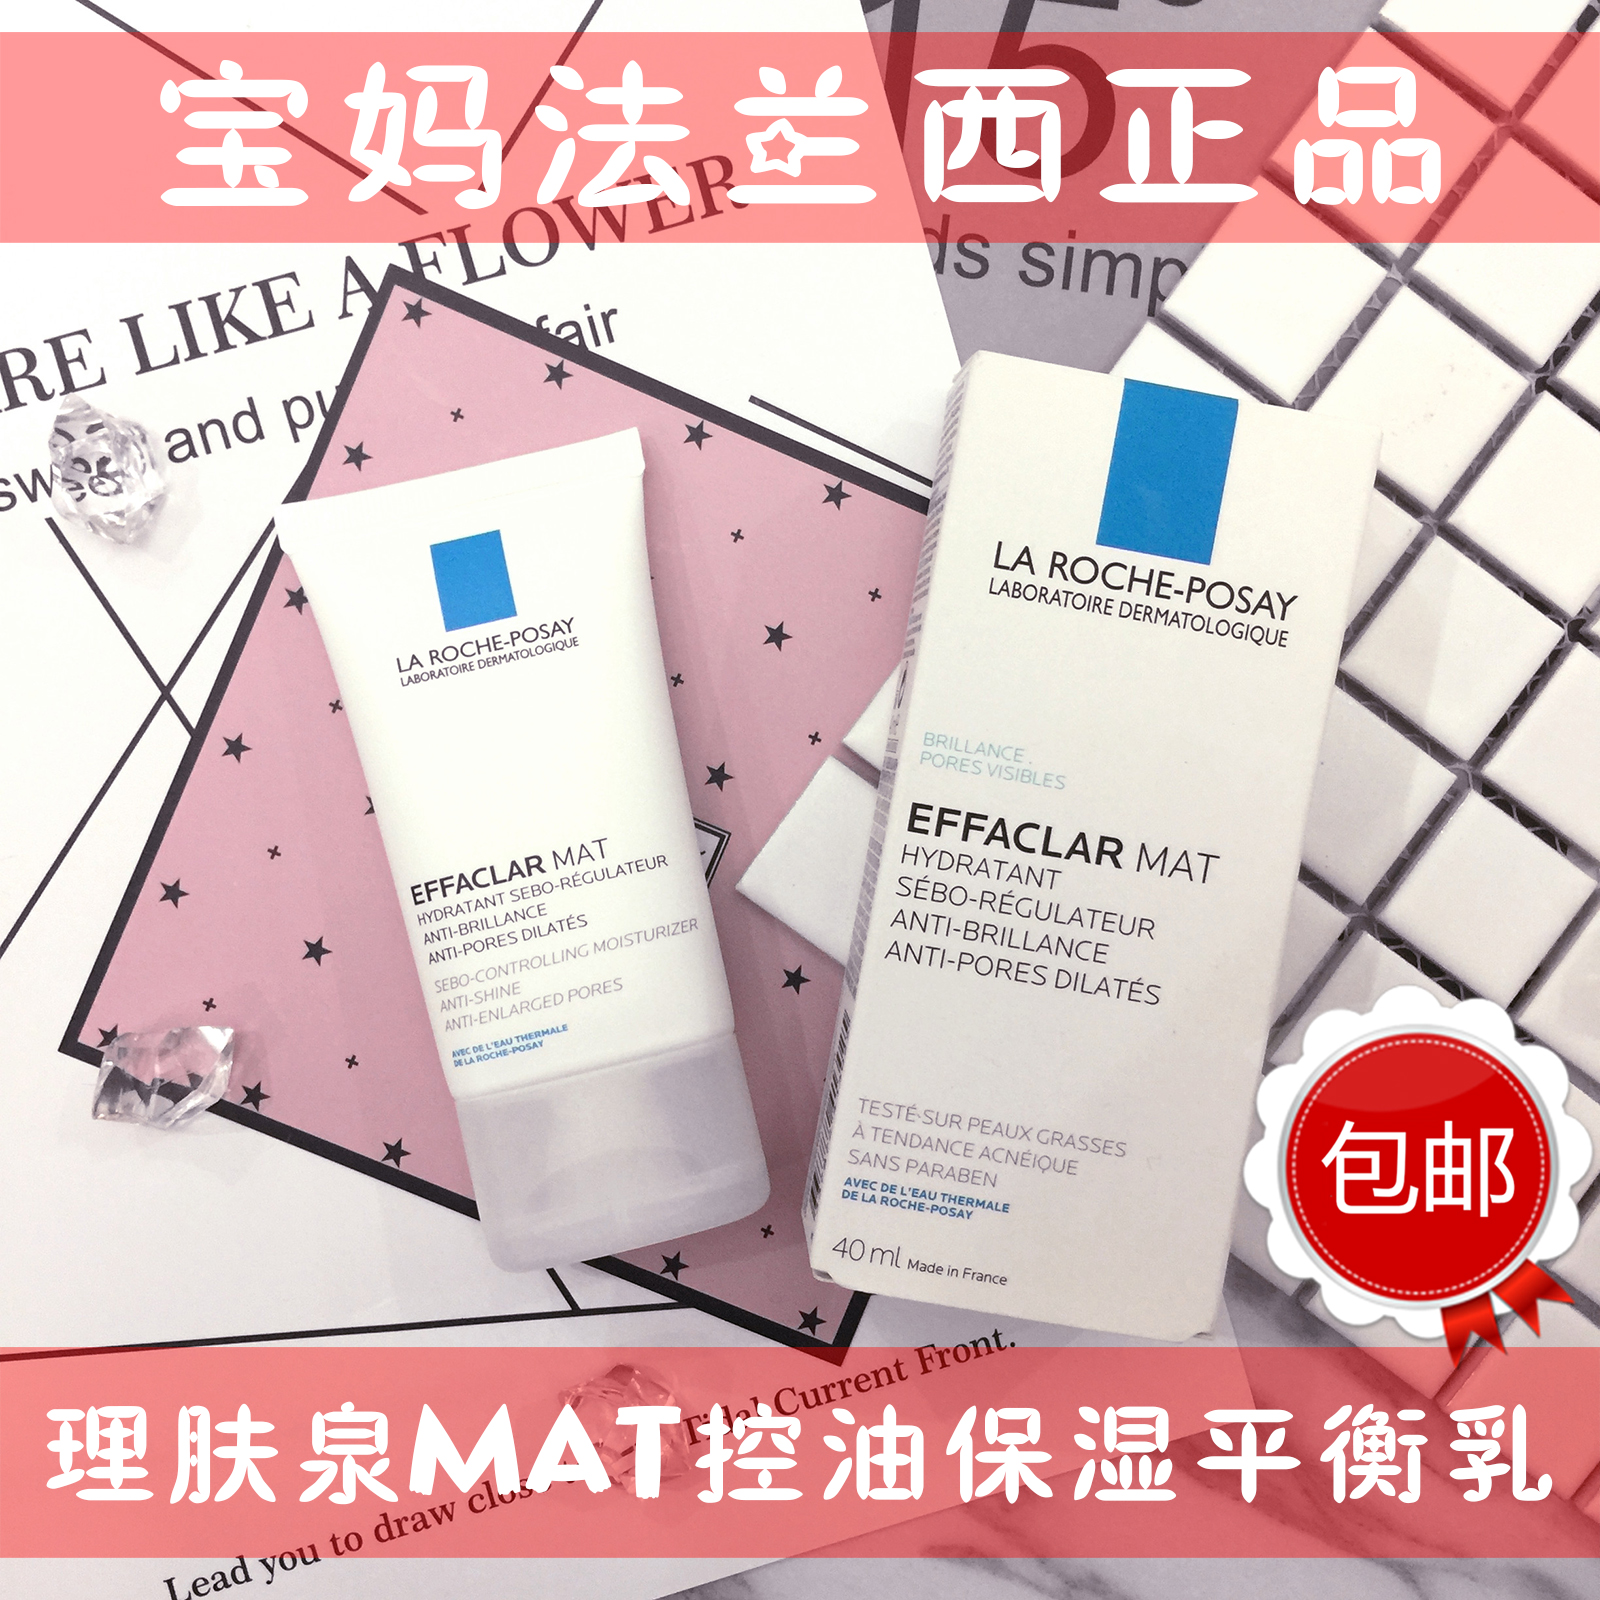 宝妈法兰西正品
15°
ds simp
RE LIKE A FLOWER
fair
sweet and pu
LA ROCHE-POSAY
LABORATOIRE DERMATOLOGIQUE
EFFACLAR MAT
HYDRATANT SEBO-RÉGULATEUR
ANTI-BRILLANCE
ANTI-PORES DILATÉS
SEBO-CONTROLLING MOISTURIZER
ANTI-SHINE
ANTI-ENLARGED PORES
AVEC DE L'EAU THERMALE
DE LA ROCHE-POSAY
LA ROCHE-POSAY
LABORATOIRE DERMATOLOGIQUE
BRILLANCE.
PORES VISIBLES
EFFACLAR MAT
HYDRATANT
SÉBO-RÉGULATEUR
ANTI-BRILLANCE
ANTI-PORES DILATÉS
TESTÉ SUR PEAUX GRASSES
À TENDANCE ACNÉIQUE
SANS PARABEN
AVEC DE L'EAU THERMALE
DE LA ROCHE-POSAY
40 ml Made in France
包邮
Tidal Current Front.
理肤泉MAT控油保湿平衡乳
Lead you to draw close